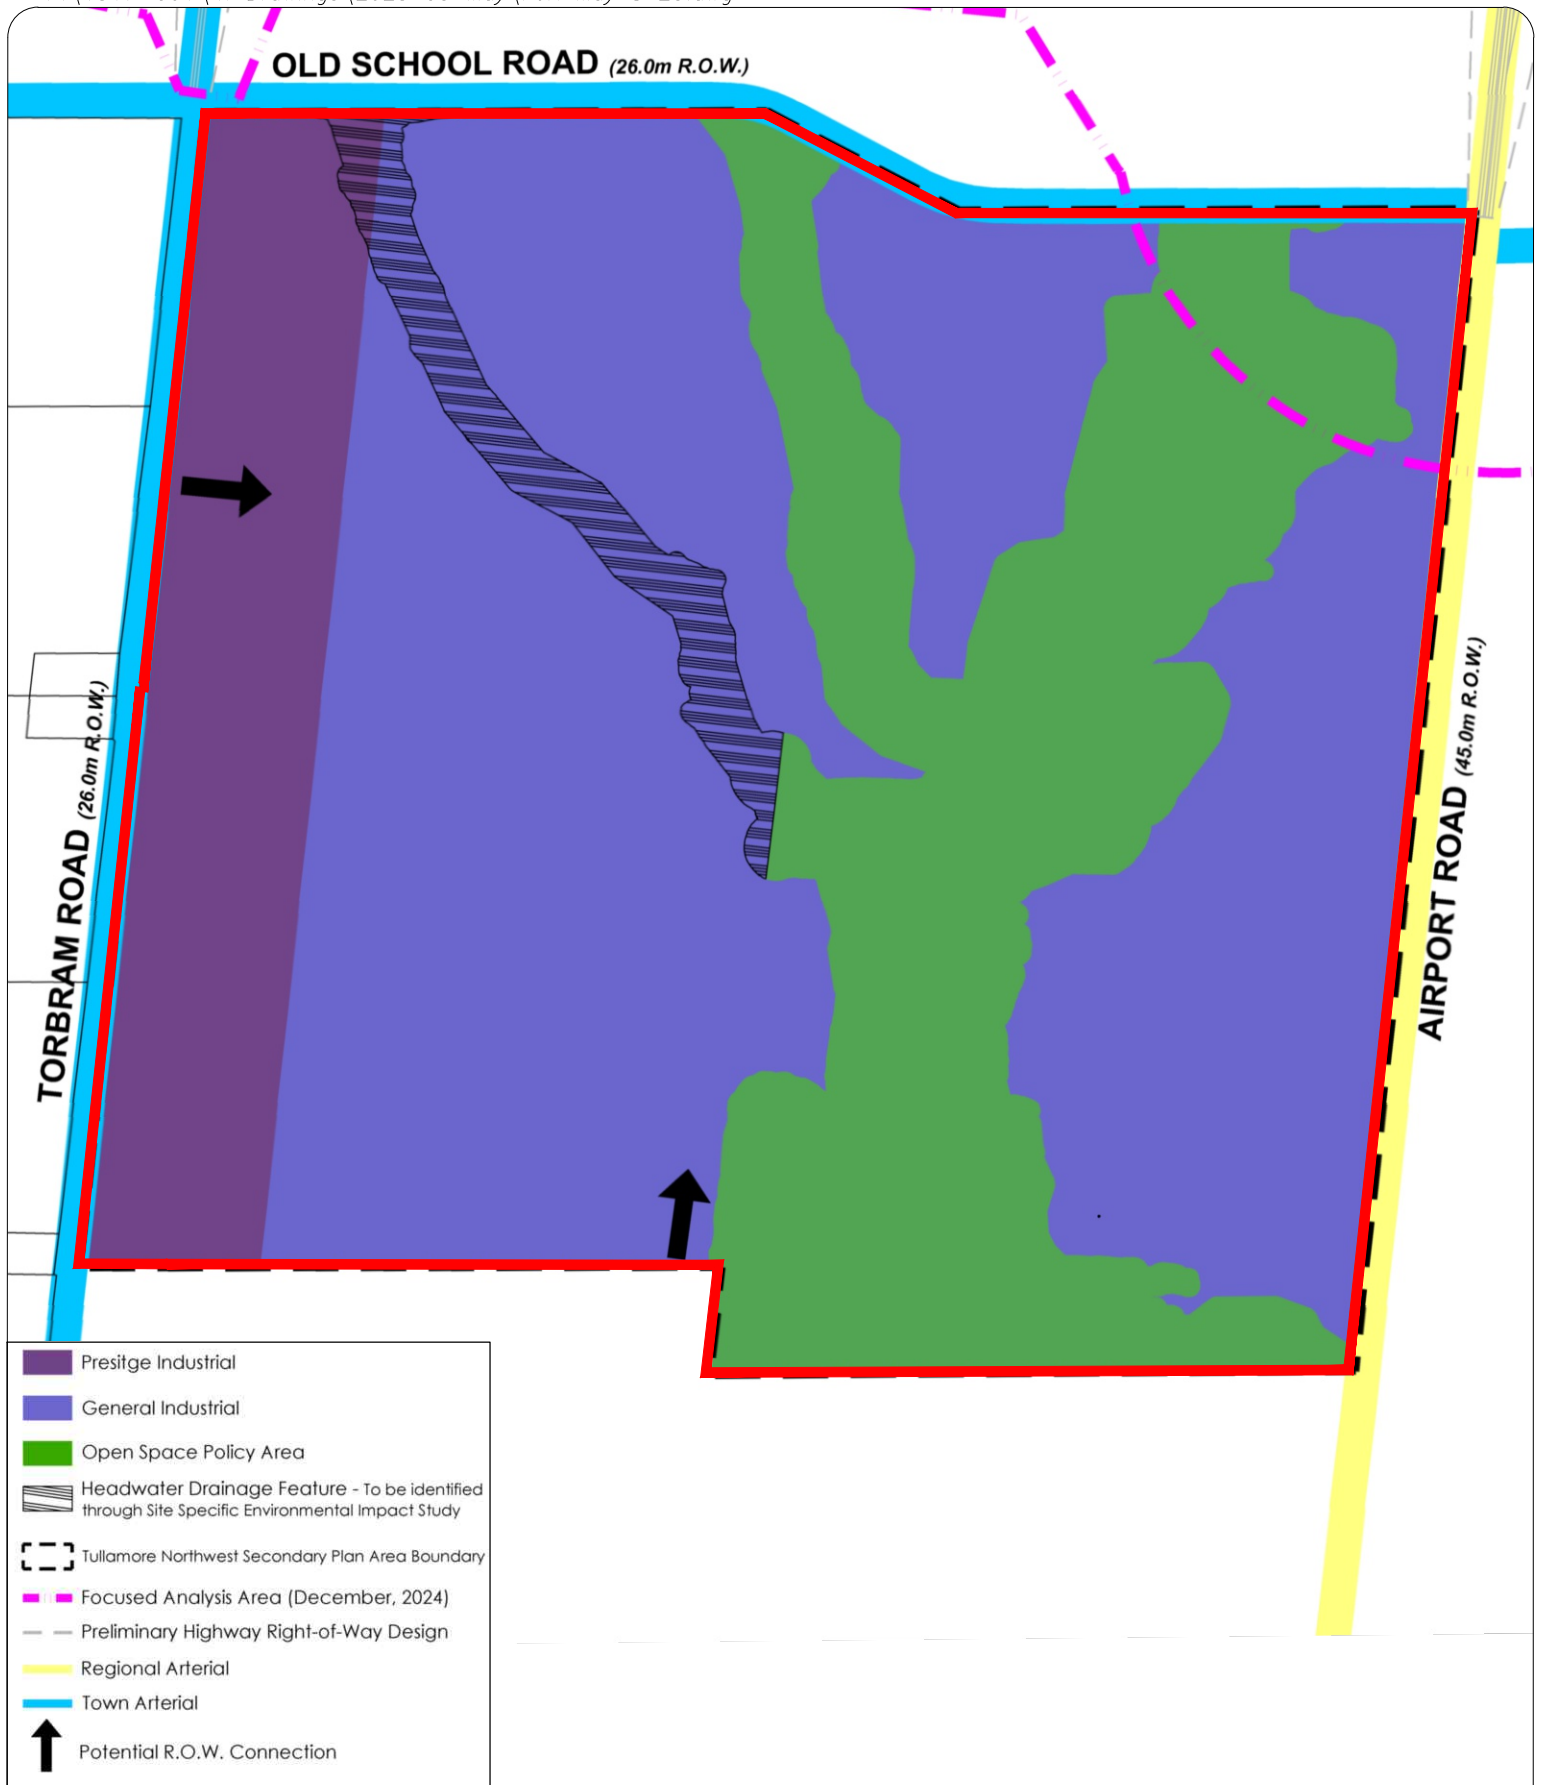 OLD SCHOOL ROAD (26.0m R.O.W.)
TORBRAM ROAD (26.0m R.O.W.)
AIRPORT ROAD (45.0m R.O.W.)
Presitge Industrial
General Industrial
Open Space Policy Area
Headwater Drainage Feature - To be identified
through Site Specific Environmental Impact Study
Tullamore Northwest Secondary Plan Area Boundary
Focused Analysis Area (December, 2024)
Preliminary Highway Right-of-Way Design
Regional Arterial
Town Arterial
Potential R.O.W. Connection